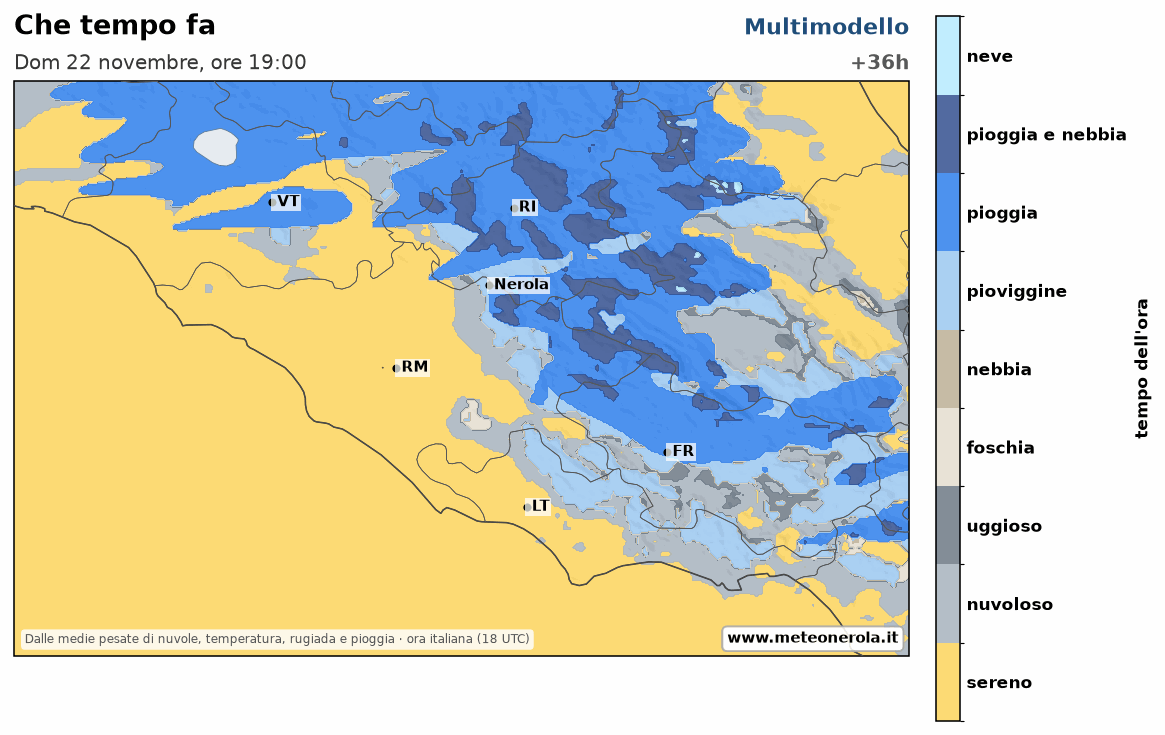 Che tempo fa
Multimodello
Dom 22 novembre, ore 19:00
+36h
VT
RI
Nerola
RM
FR
LT
Dalle medie pesate di nuvole, temperatura, rugiada e pioggia · ora italiana (18 UTC)
www.meteonerola.it
neve
pioggia e nebbia
pioggia
pioviggine
nebbia
foschia
uggioso
nuvoloso
sereno
tempo dell'ora